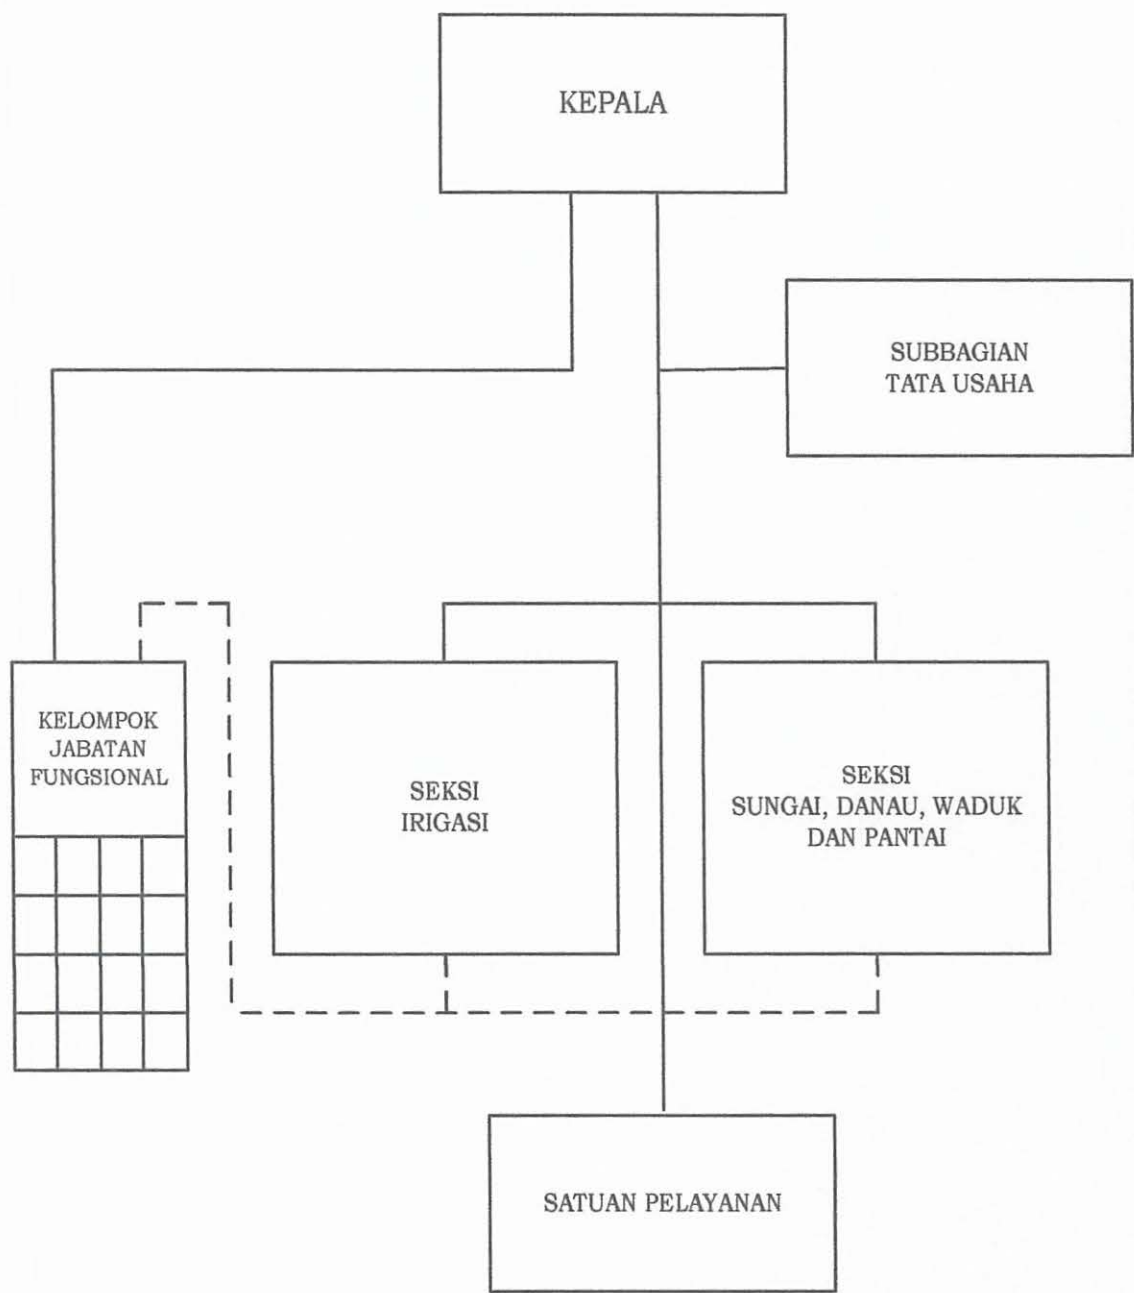 KEPALA
SUBBAGIAN
TATA USAHA
KELOMPOK
JABATAN
FUNGSIONAL
SEKSI
IRIGASI
SEKSI
SUNGAI, DANAU, WADUK
DAN PANTAI
SATUAN PELAYANAN